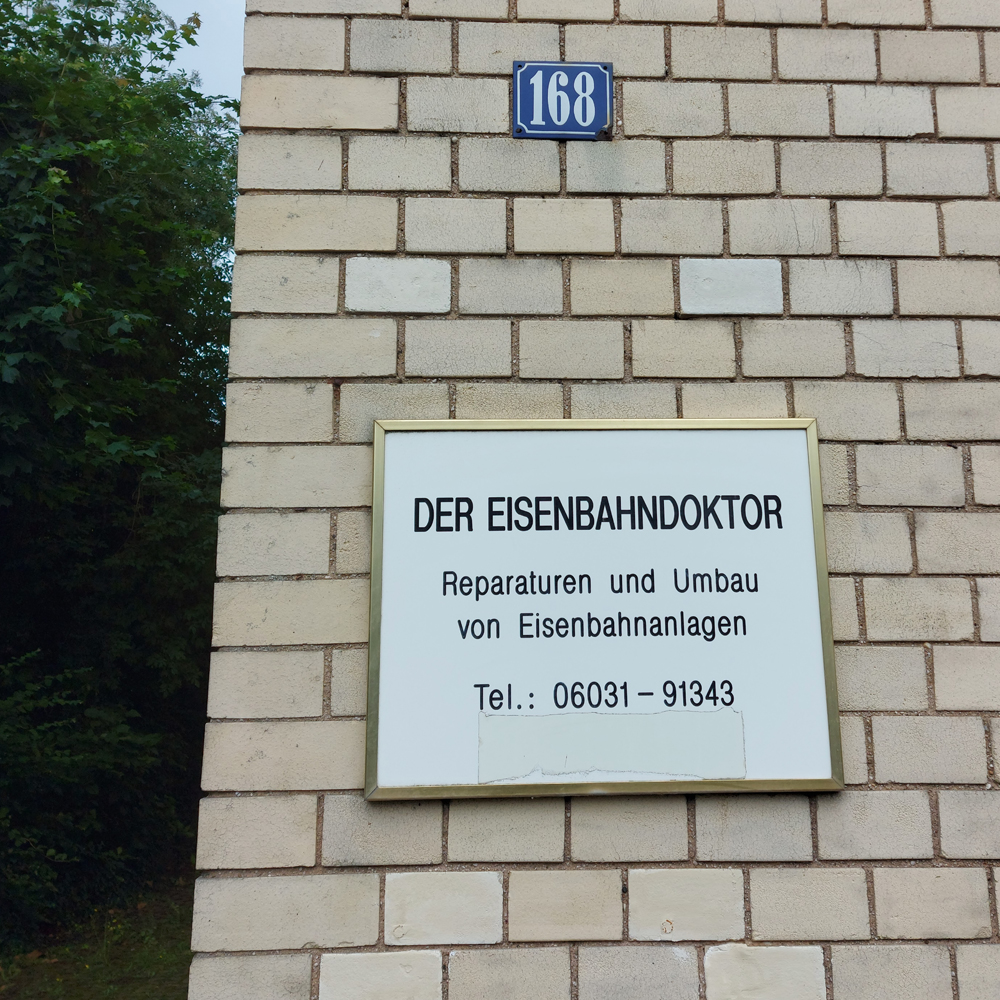 168
DER EISENBAHNDOKTOR
Reparaturen und Umbau
von Eisenbahnanlagen
Tel.: 06031 – 91343